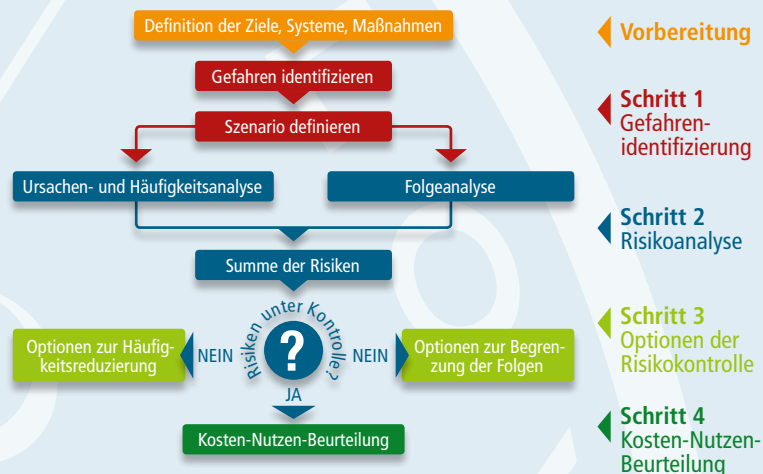 Definition der Ziele, Systeme, Maßnahmen
Vorbereitung
Gefahren identifizieren
Szenario definieren
Schritt 1
Gefahren-
identifizierung
Ursachen- und Häufigkeitsanalyse
Folgeanalyse
Schritt 2
Risikoanalyse
Summe der Risiken
Risiken unter Kontrolle?
?
Optionen zur Häufig-
keitsreduzierung
NEIN
NEIN
Optionen zur Begren-
zung der Folgen
Schritt 3
Optionen der
Risikokontrolle
JA
Kosten-Nutzen-Beurteilung
Schritt 4
Kosten-Nutzen-
Beurteilung